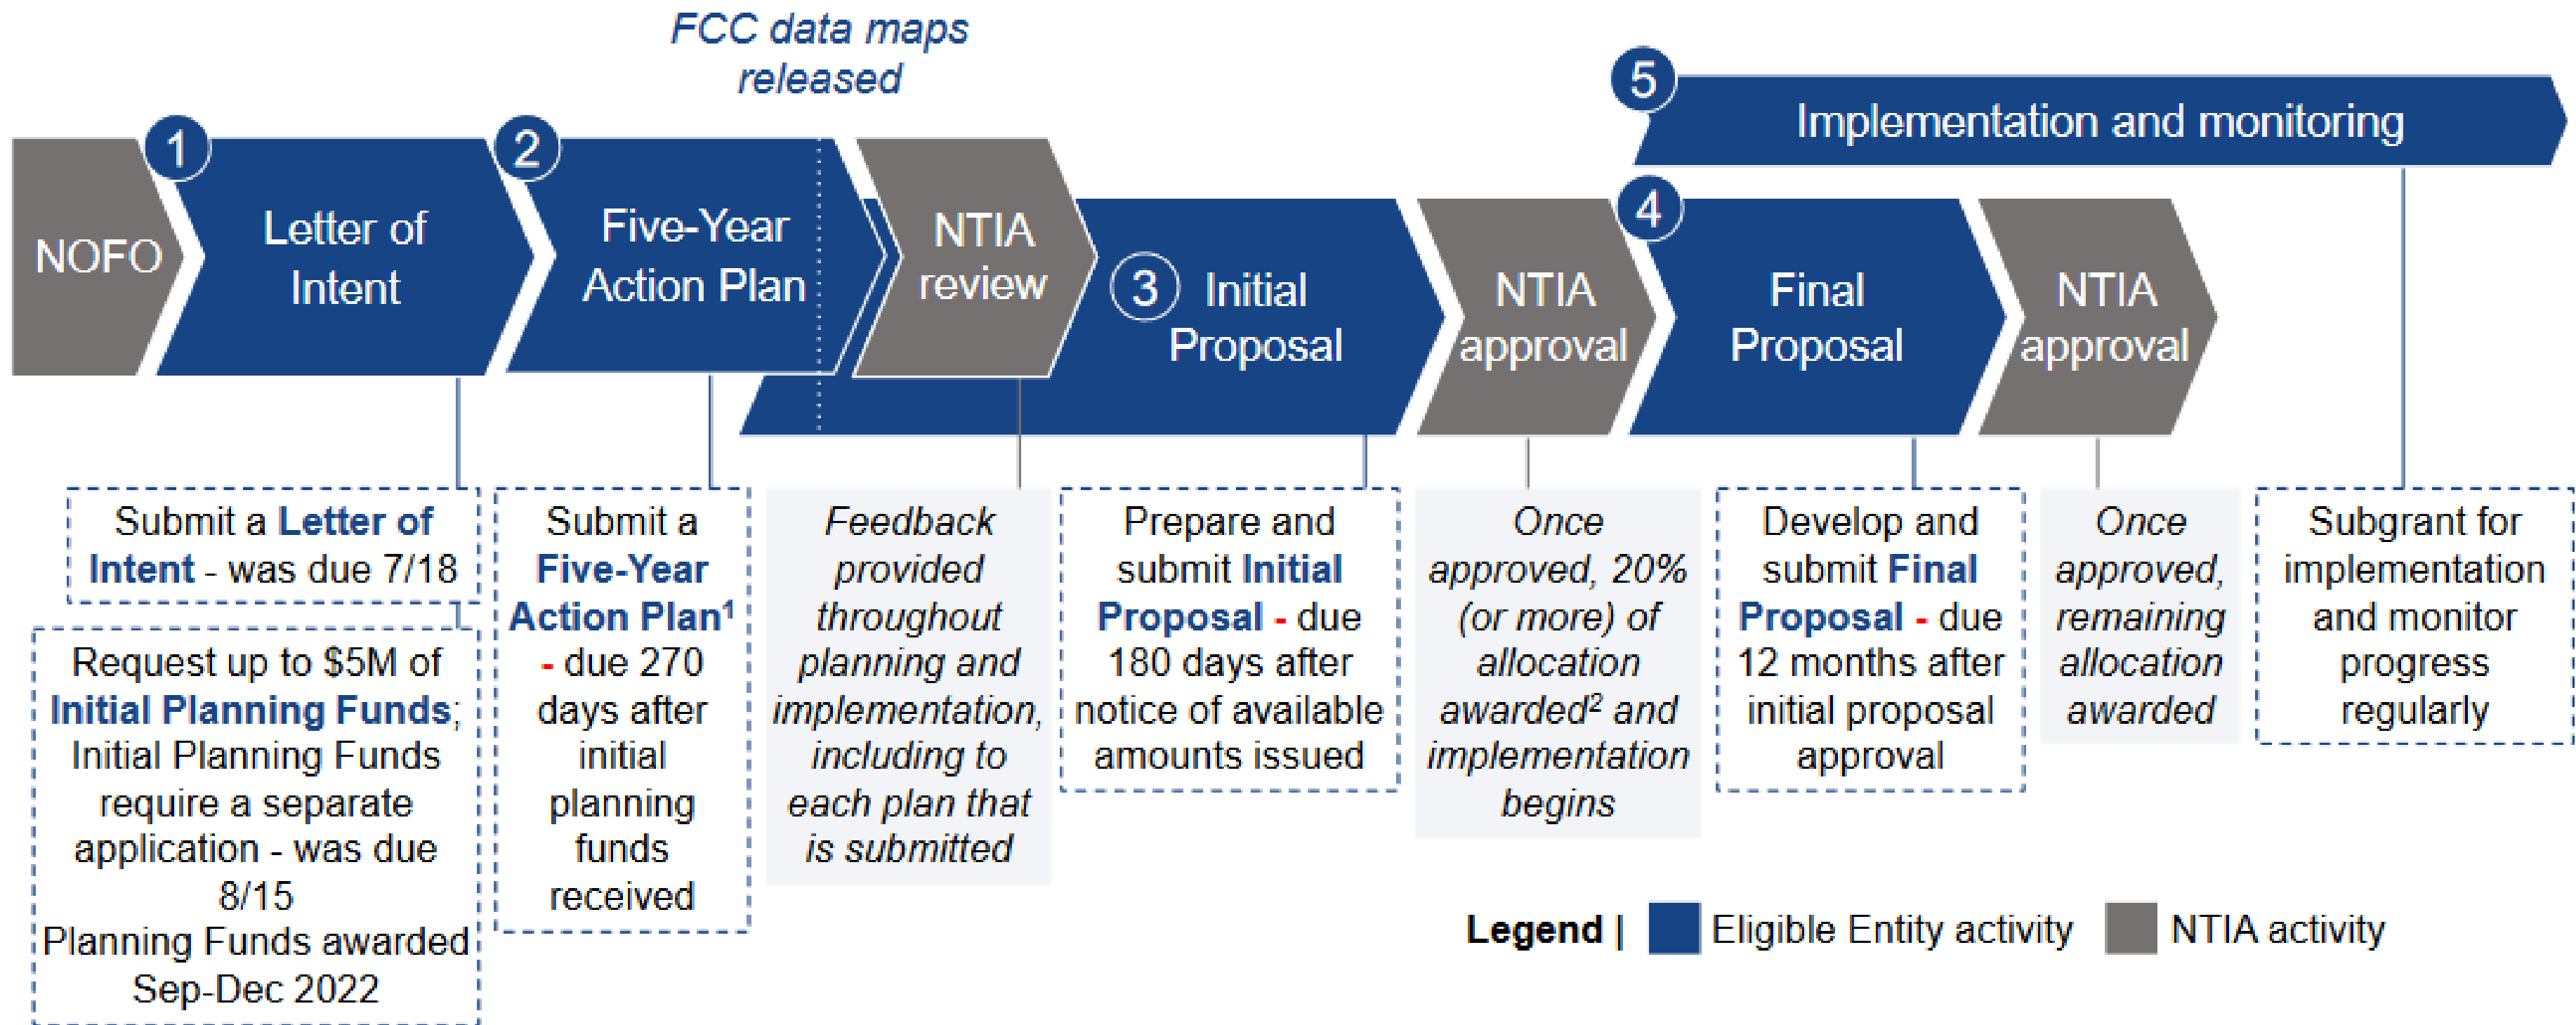 FCC data maps
released
5
Implementation and monitoring
1
2
NOFO
Letter of
Intent
Five-Year
Action Plan
NTIA
review
3
Initial
Proposal
NTIA
approval
4
Final
Proposal
NTIA
approval
Submit a Letter of
Intent - was due 7/18
Request up to $5M of
Initial Planning Funds;
Initial Planning Funds
require a separate
application - was due
8/15
Planning Funds awarded
Sep-Dec 2022
Submit a
Five-Year
Action Plan¹
- due 270
days after
initial
planning
funds
received
Feedback
provided
throughout
planning and
implementation,
including to
each plan that
is submitted
Prepare and
submit Initial
Proposal - due
180 days after
notice of available
amounts issued
Once
approved, 20%
(or more) of
allocation
awarded² and
implementation
begins
Develop and
submit Final
Proposal - due
12 months after
initial proposal
approval
Once
approved,
remaining
allocation
awarded
Subgrant for
implementation
and monitor
progress
regularly
Legend | Eligible Entity activity NTIA activity